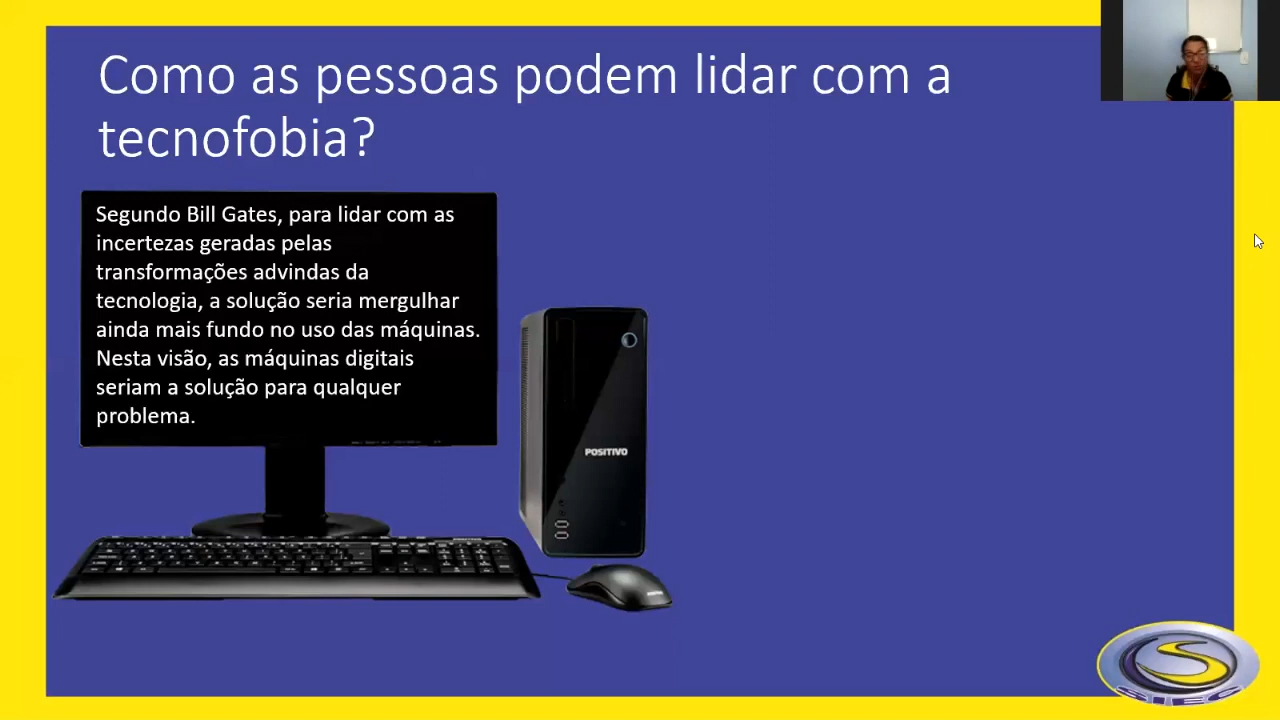 Como as pessoas podem lidar com a
tecnofobia?
Segundo Bill Gates, para lidar com as
incertezas geradas pelas
transformações advindas da
tecnologia, a solução seria mergulhar
ainda mais fundo no uso das máquinas.
Nesta visão, as máquinas digitais
seriam a solução para qualquer
problema.
POSITIVO
SIEC